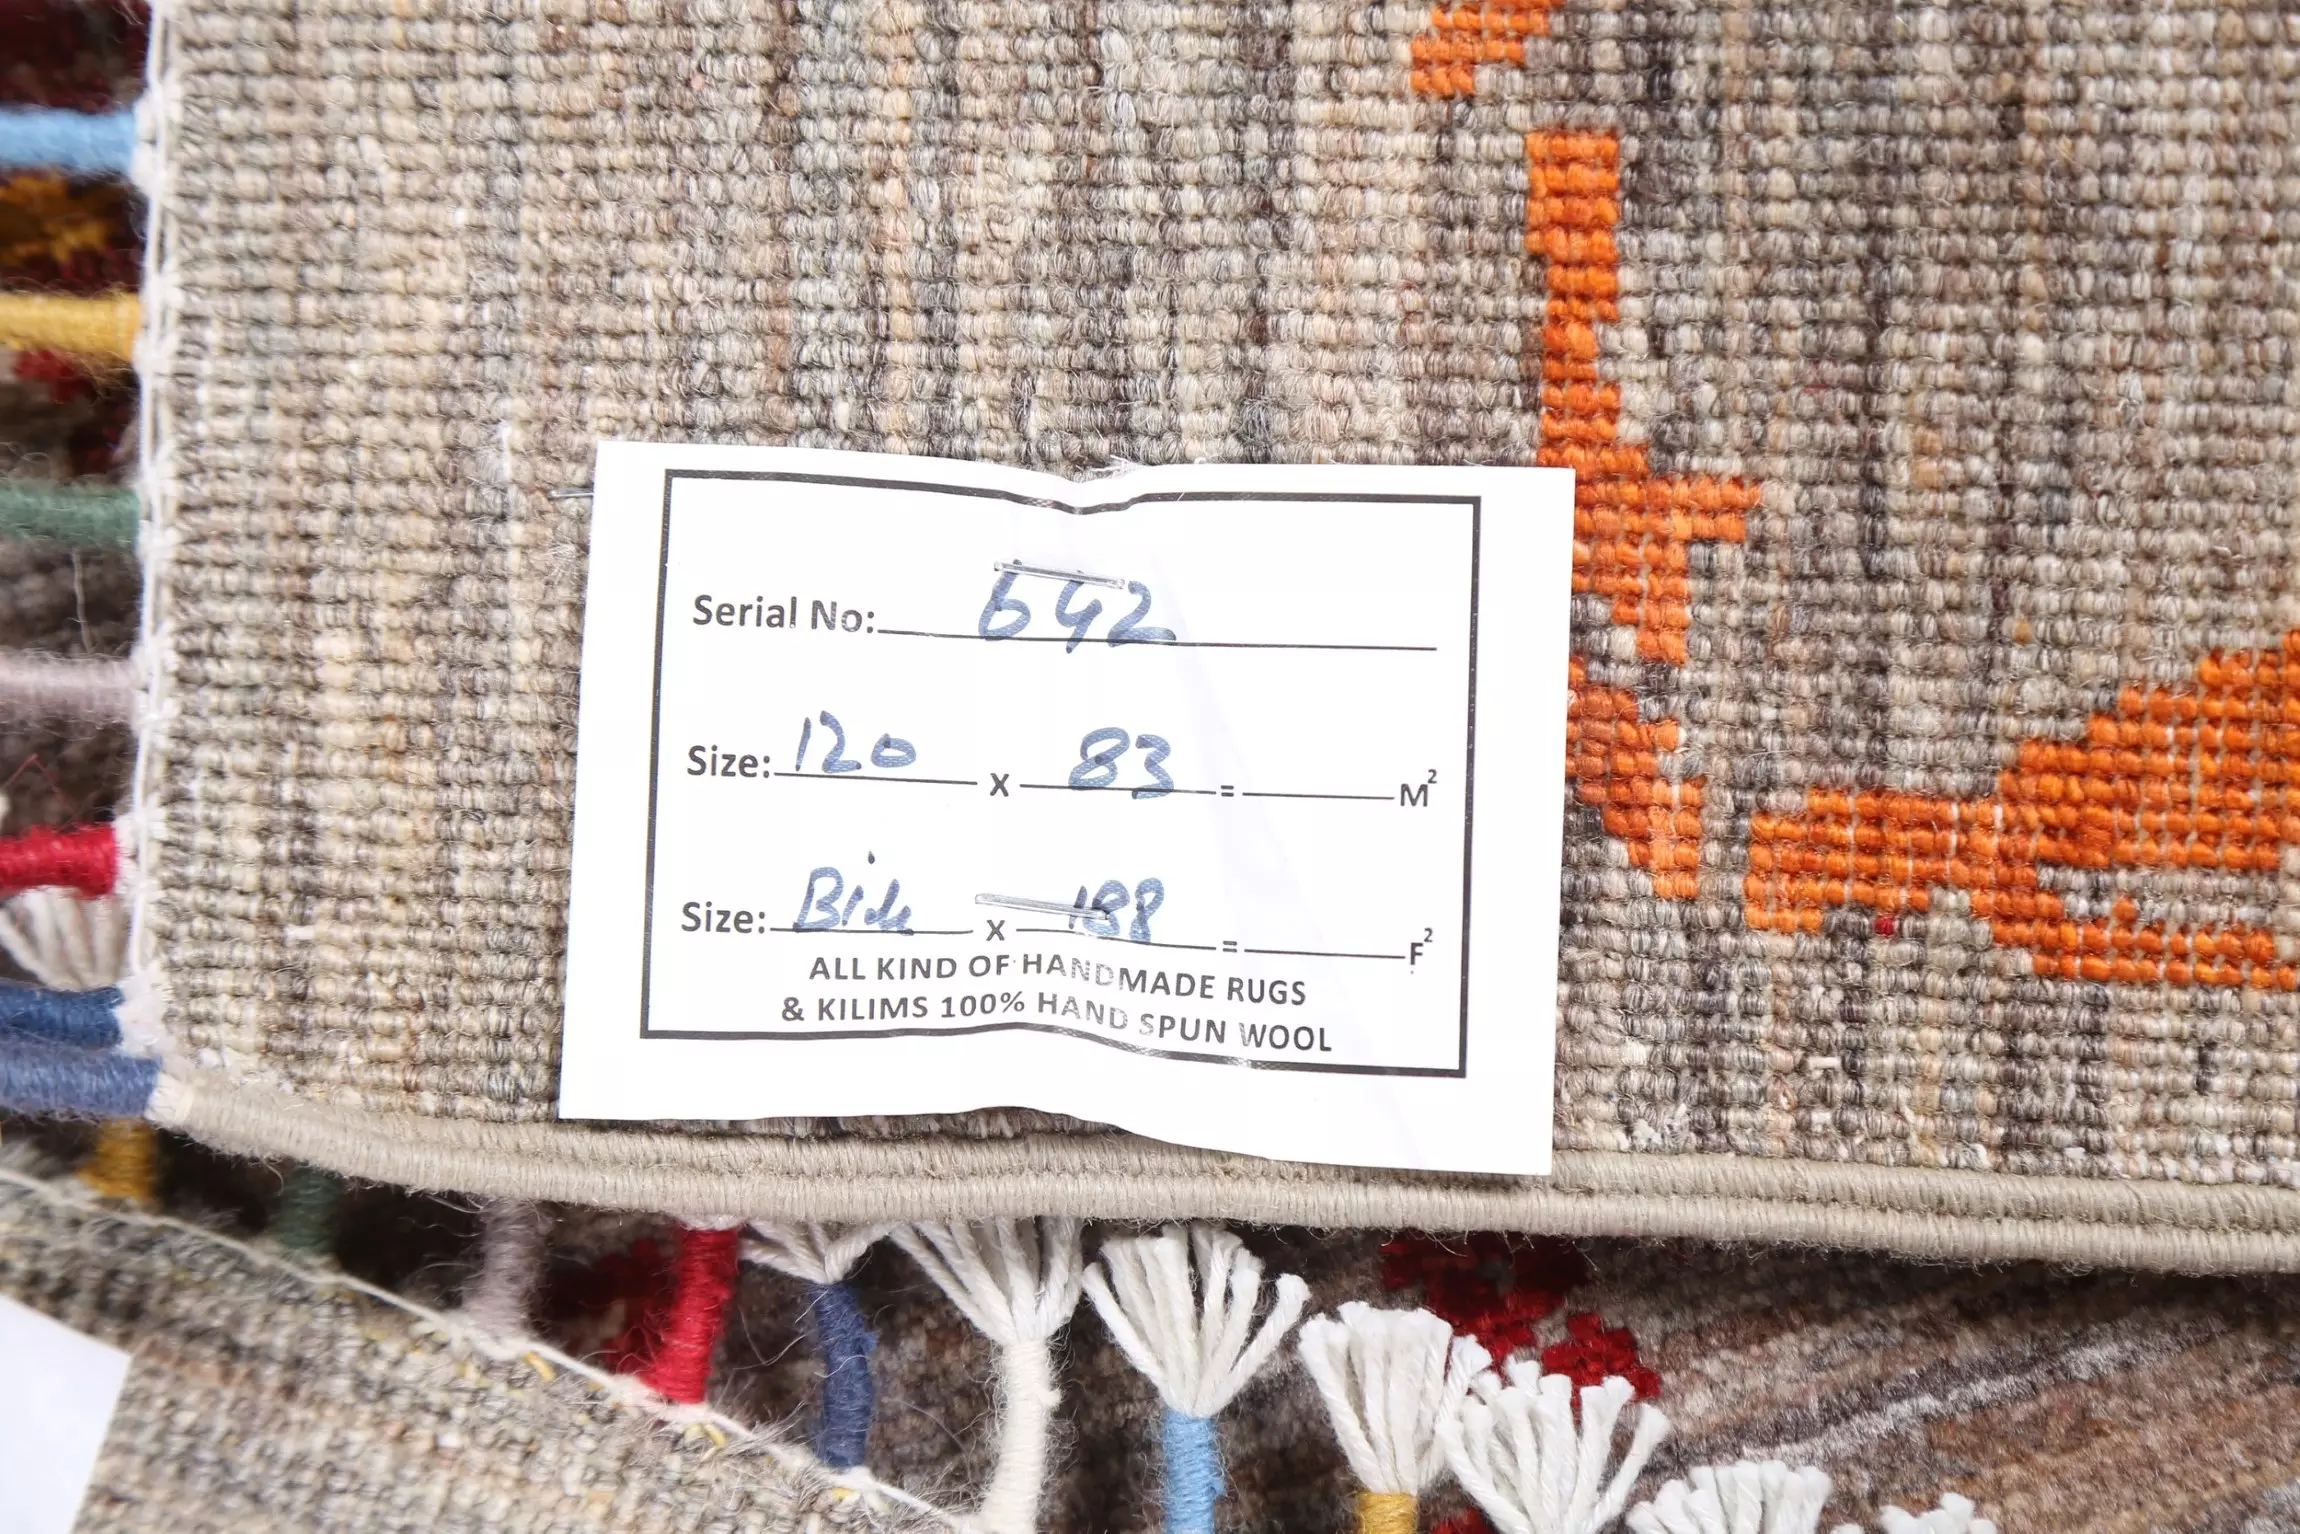 Serial No: 642
Size: 120 x 83 = M²
Size: x 188 = F²
ALL KIND OF HANDMADE RUGS
& KILIMS 100% HAND SPUN WOOL